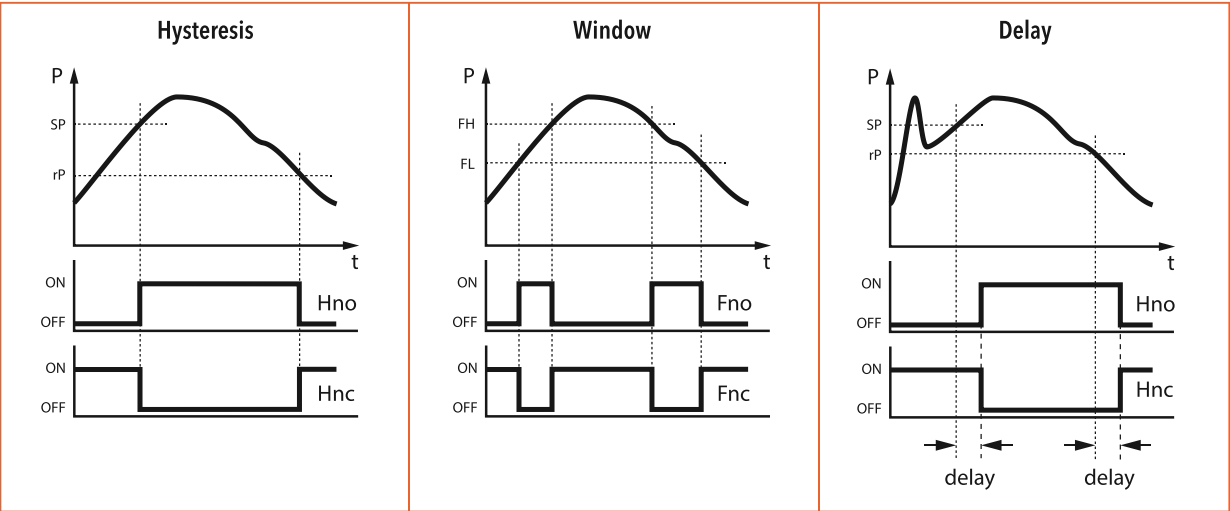 Hysteresis
P
SP
rP
t
ON
OFF
Hno
ON
OFF
Hnc
Window
P
FH
FL
t
ON
OFF
Fno
ON
OFF
Fnc
Delay
P
SP
rP
t
ON
OFF
Hno
ON
OFF
Hnc
delay
delay